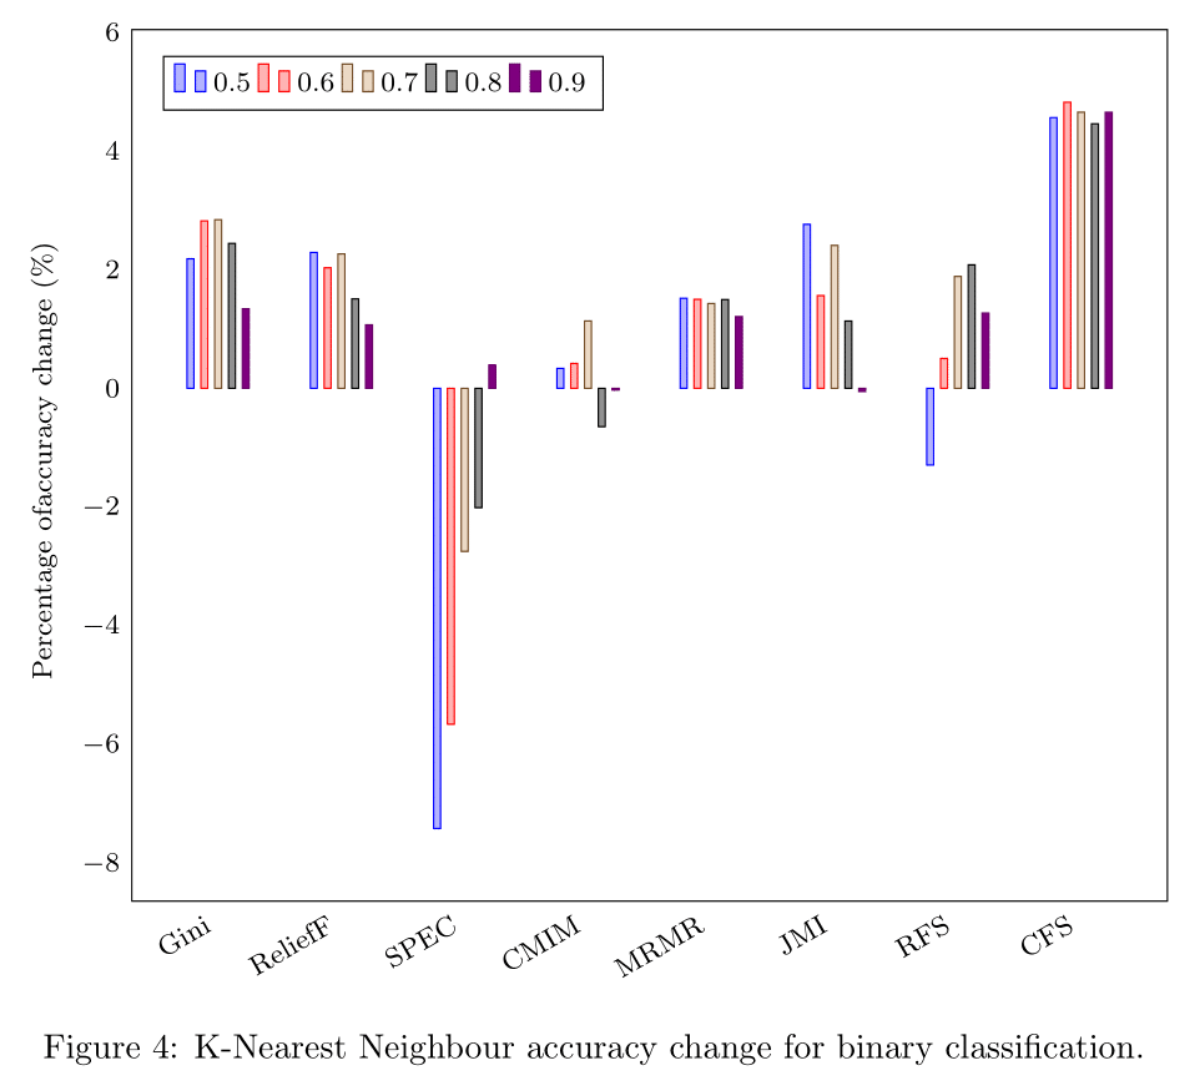 6
0.5 0.6 0.7 0.8 0.9
4
2
0
−2
−4
−6
−8
Percentage ofaccuracy change (%)
Gini ReliefF SPEC CMIM MRMR JMI RFS CFS
Figure 4: K-Nearest Neighbour accuracy change for binary classification.